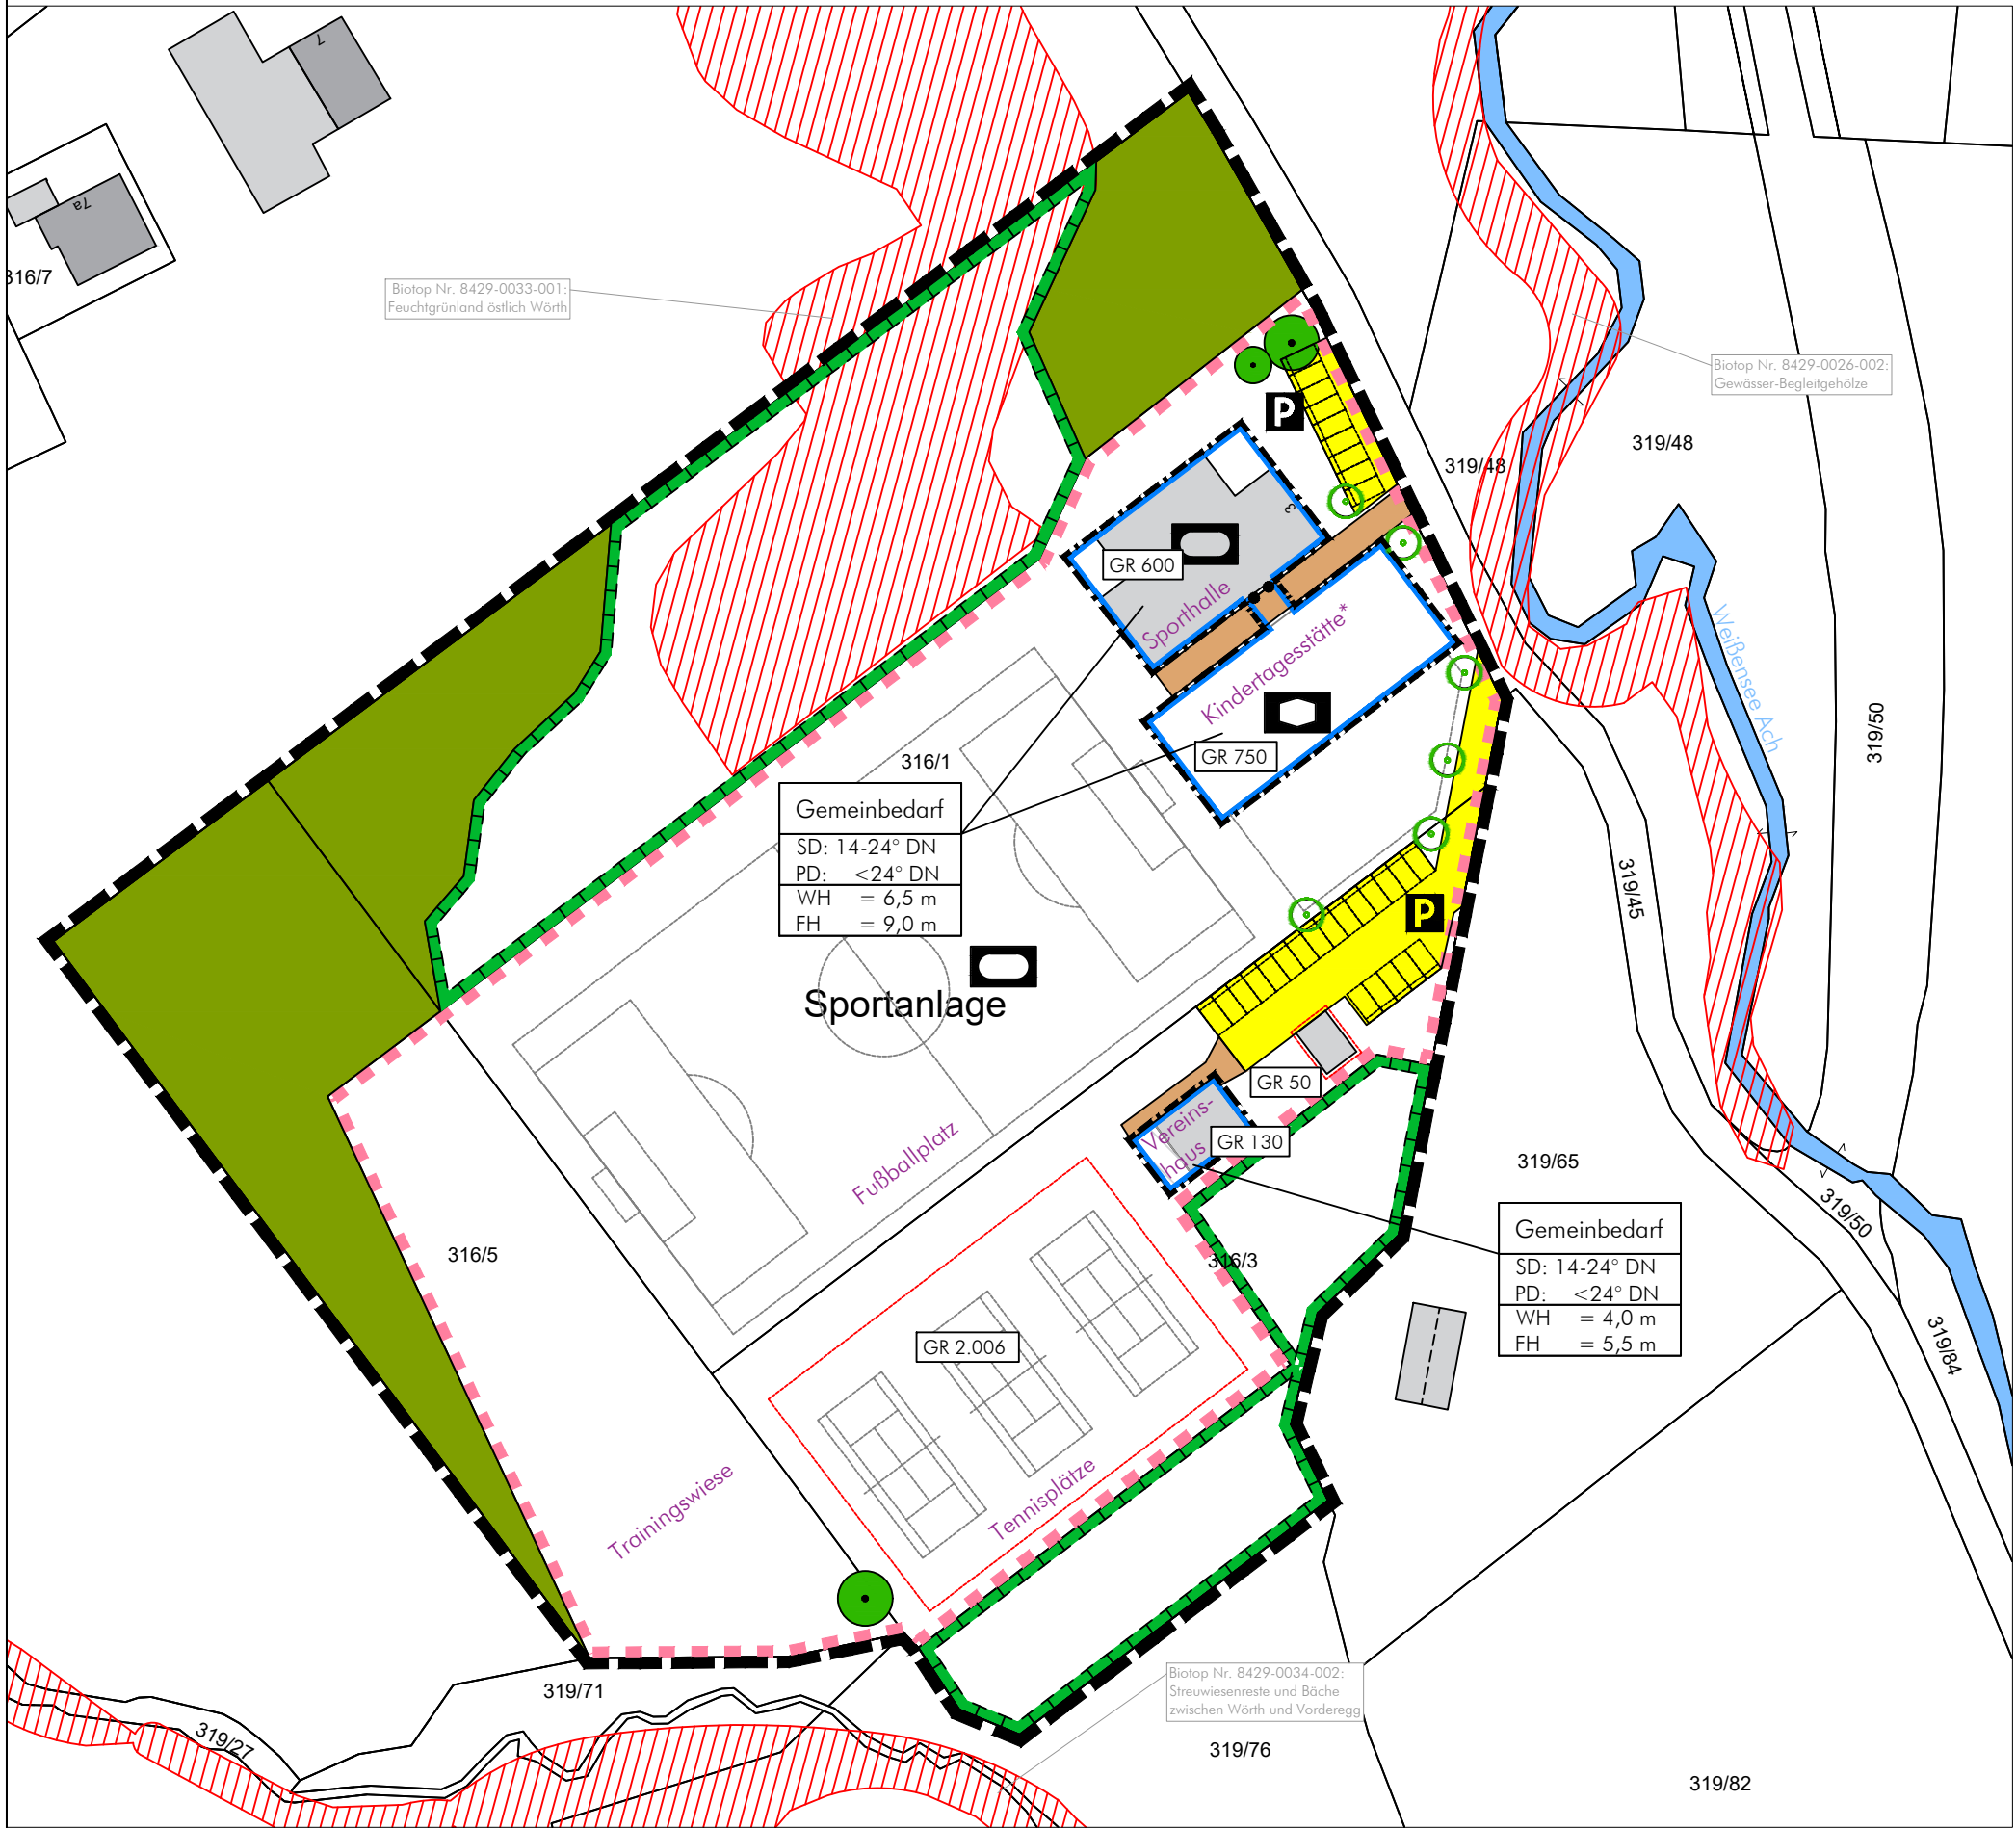 7
7a
316/7
Biotop Nr. 8429-0033-001:
Feuchtgrünland östlich Wörth
Biotop Nr. 8429-0026-002:
Gewässer-Begleitgehölze
P
319/48
319/48
3
GR 600
Sporthalle
Kindertagesstätte*
Weißensee Ach
GR 750
319/50
316/1
Gemeinbedarf
SD: 14-24° DN
PD: <24° DN
WH = 6,5 m
FH = 9,0 m
319/45
P
Sportanlage
GR 50
Vereins-
haus
GR 130
Fußballplatz
319/65
319/50
316/5
316/3
Gemeinbedarf
SD: 14-24° DN
PD: <24° DN
WH = 4,0 m
FH = 5,5 m
319/84
GR 2.006
Tennisplätze
Trainingswiese
319/71
Biotop Nr. 8429-0034-002:
Streuwiesenreste und Bäche
zwischen Wörth und Vorderegg
319/27
319/76
319/82